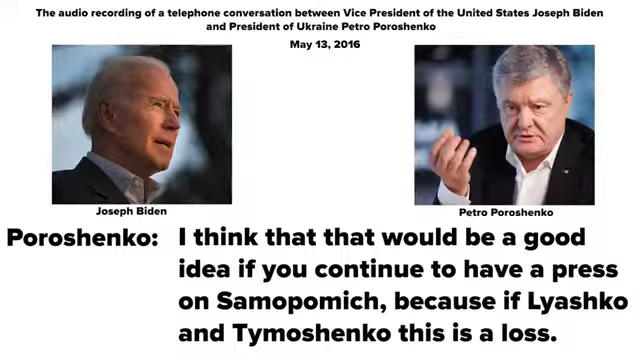 The audio recording of a telephone conversation between Vice President of the United States Joseph Biden
and President of Ukraine Petro Poroshenko
May 13, 2016
Joseph Biden
Petro Poroshenko
Poroshenko: I think that that would be a good
idea if you continue to have a press
on Samopomich, because if Lyashko
and Tymoshenko this is a loss.